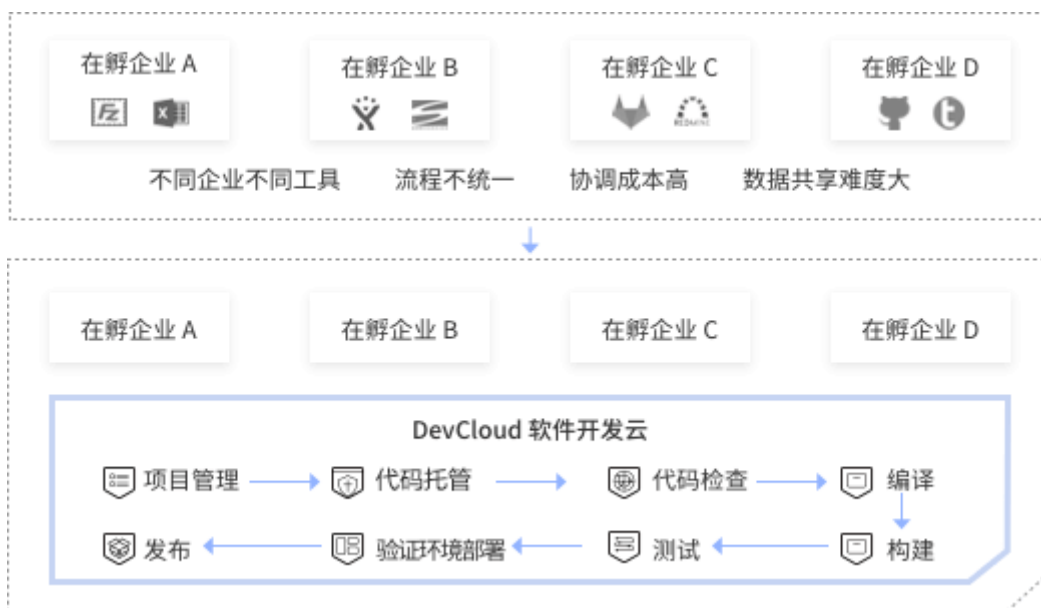 在孵企业 A
在孵企业 B
在孵企业 C
在孵企业 D
FZ
X
REDMINE
t
不同企业不同工具 流程不统一 协调成本高 数据共享难度大
在孵企业 A
在孵企业 B
在孵企业 C
在孵企业 D
DevCloud 软件开发云
项目管理 代码托管 代码检查 编译
发布 验证环境部署 测试 构建